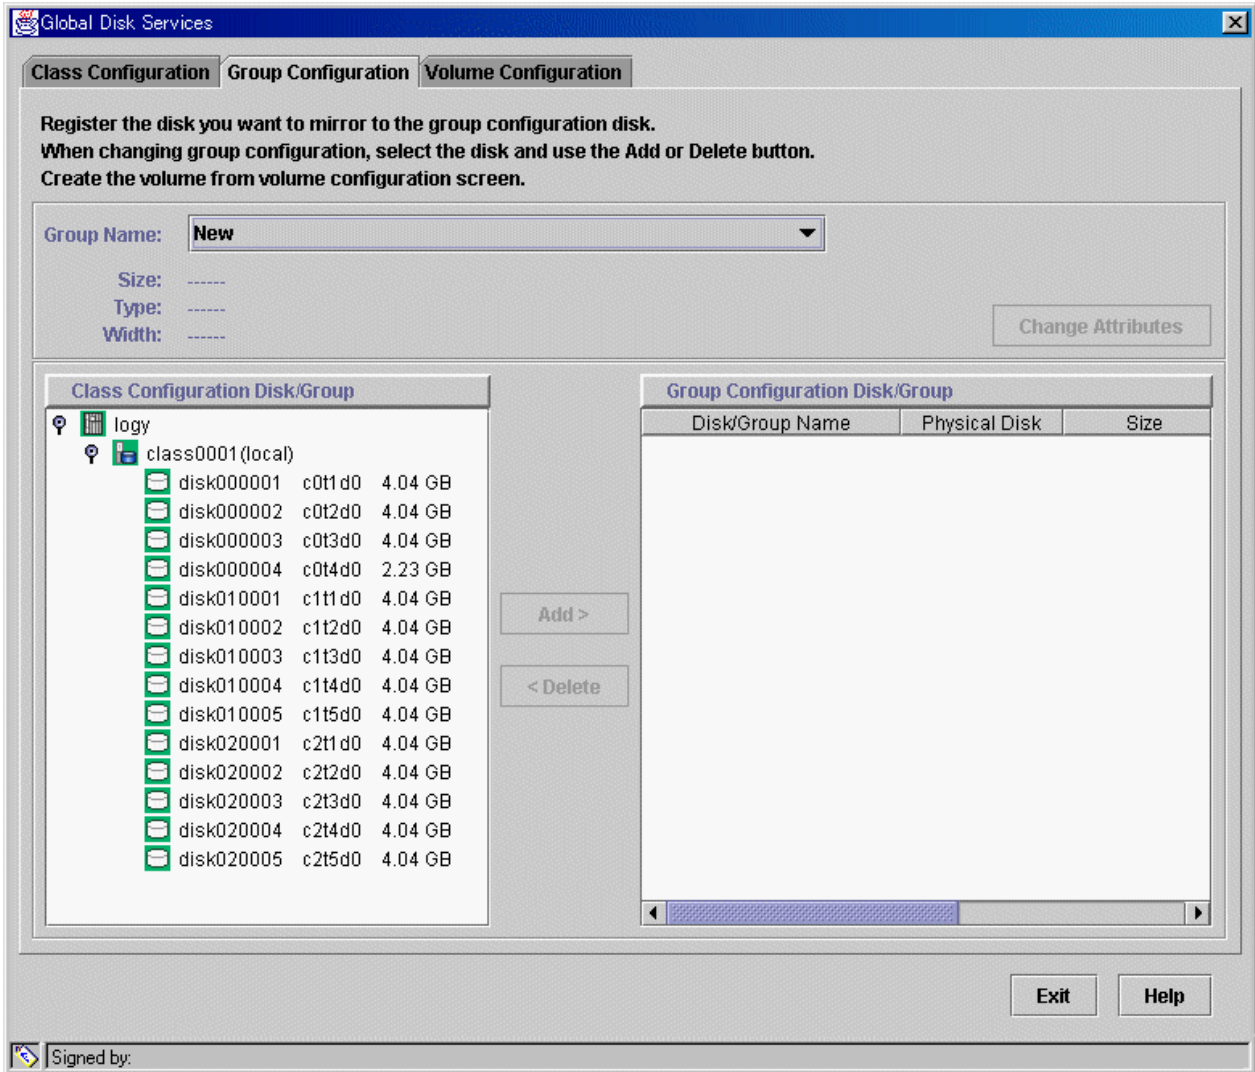 Global Disk Services
Class Configuration Group Configuration Volume Configuration
Register the disk you want to mirror to the group configuration disk.
When changing group configuration, select the disk and use the Add or Delete button.
Create the volume from volume configuration screen.
Group Name: New
Size: ------
Type: ------
Width: ------
Change Attributes
Class Configuration Disk/Group
logy
class0001(local)
disk000001 c0t1d0 4.04 GB
disk000002 c0t2d0 4.04 GB
disk000003 c0t3d0 4.04 GB
disk000004 c0t4d0 2.23 GB
disk010001 c1t1d0 4.04 GB
disk010002 c1t2d0 4.04 GB
disk010003 c1t3d0 4.04 GB
disk010004 c1t4d0 4.04 GB
disk010005 c1t5d0 4.04 GB
disk020001 c2t1d0 4.04 GB
disk020002 c2t2d0 4.04 GB
disk020003 c2t3d0 4.04 GB
disk020004 c2t4d0 4.04 GB
disk020005 c2t5d0 4.04 GB
Add >
< Delete
Group Configuration Disk/Group
Disk/Group Name Physical Disk Size
Exit Help
Signed by: